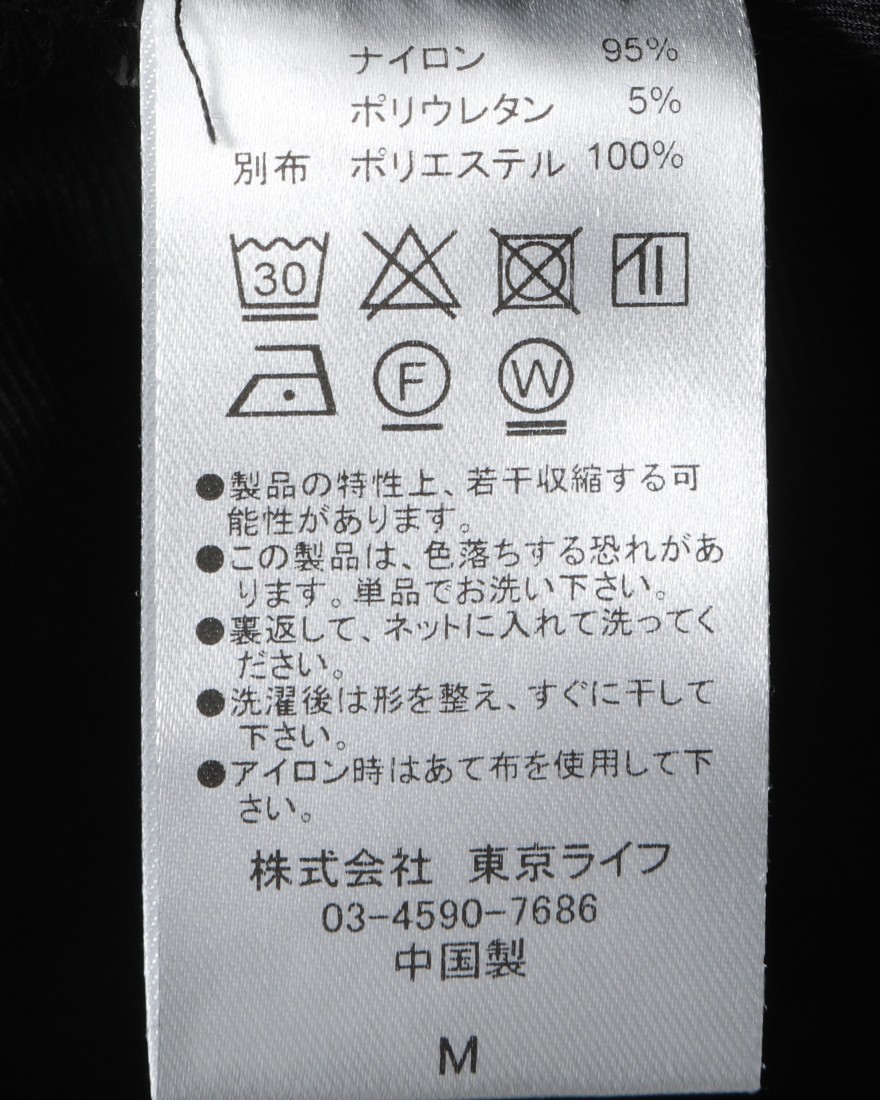 ナイロン 95%
ポリウレタン 5%
別布 ポリエステル 100%
30
F W
●製品の特性上、若干収縮する可
能性があります。
●この製品は、色落ちする恐れがあ
ります。単品でお洗い下さい。
●裏返して、ネットに入れて洗ってく
ださい。
●洗濯後は形を整え、すぐに干して
下さい。
●アイロン時はあて布を使用して下
さい。
株式会社 東京ライフ
03-4590-7686
中国製
M